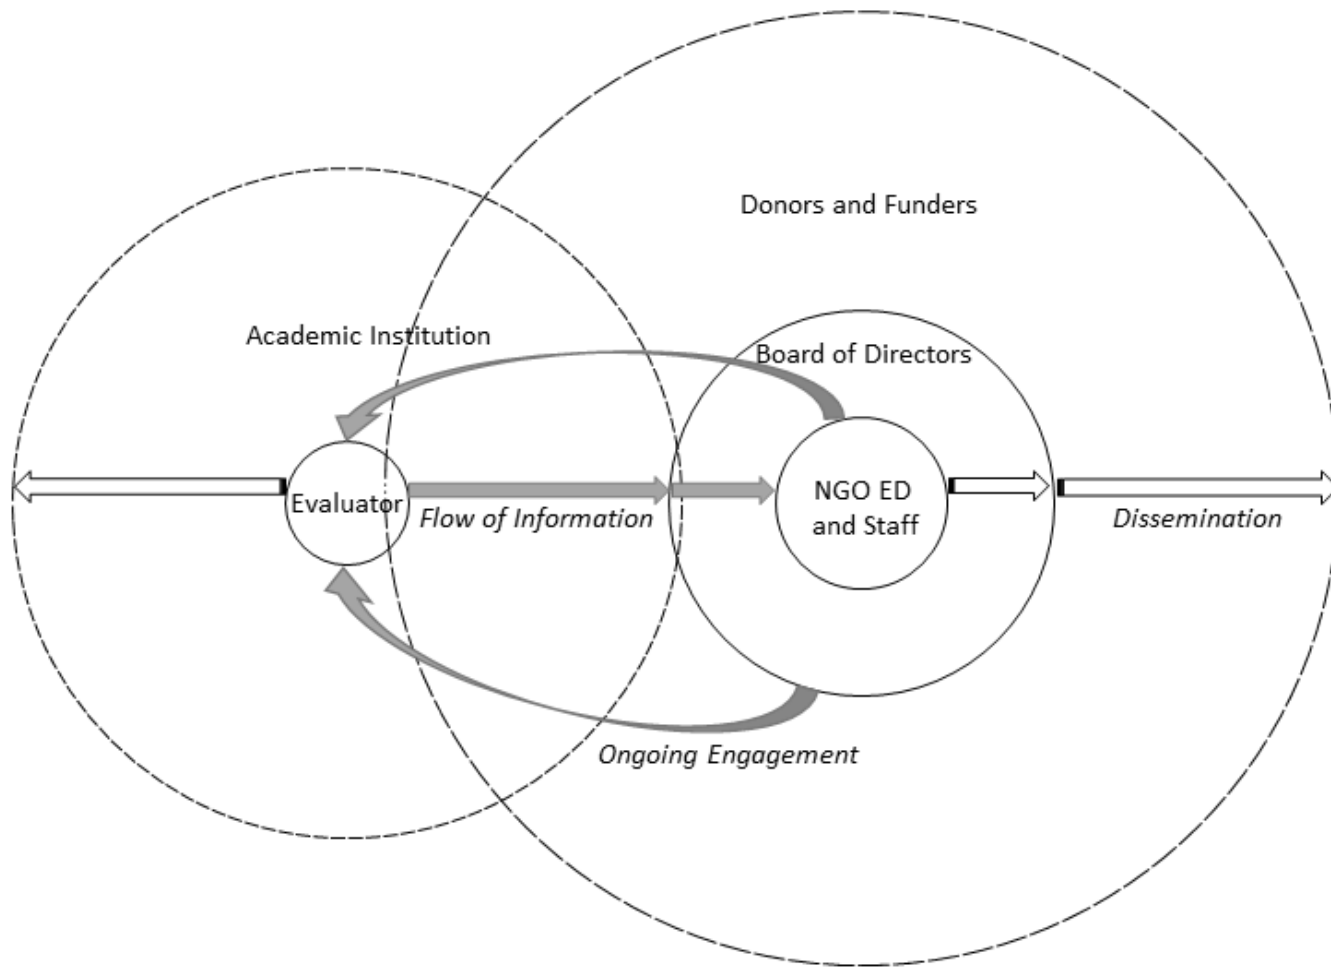 Donors and Funders
Academic Institution
Board of Directors
Evaluator
Flow of Information
NGO ED
and Staff
Dissemination
Ongoing Engagement